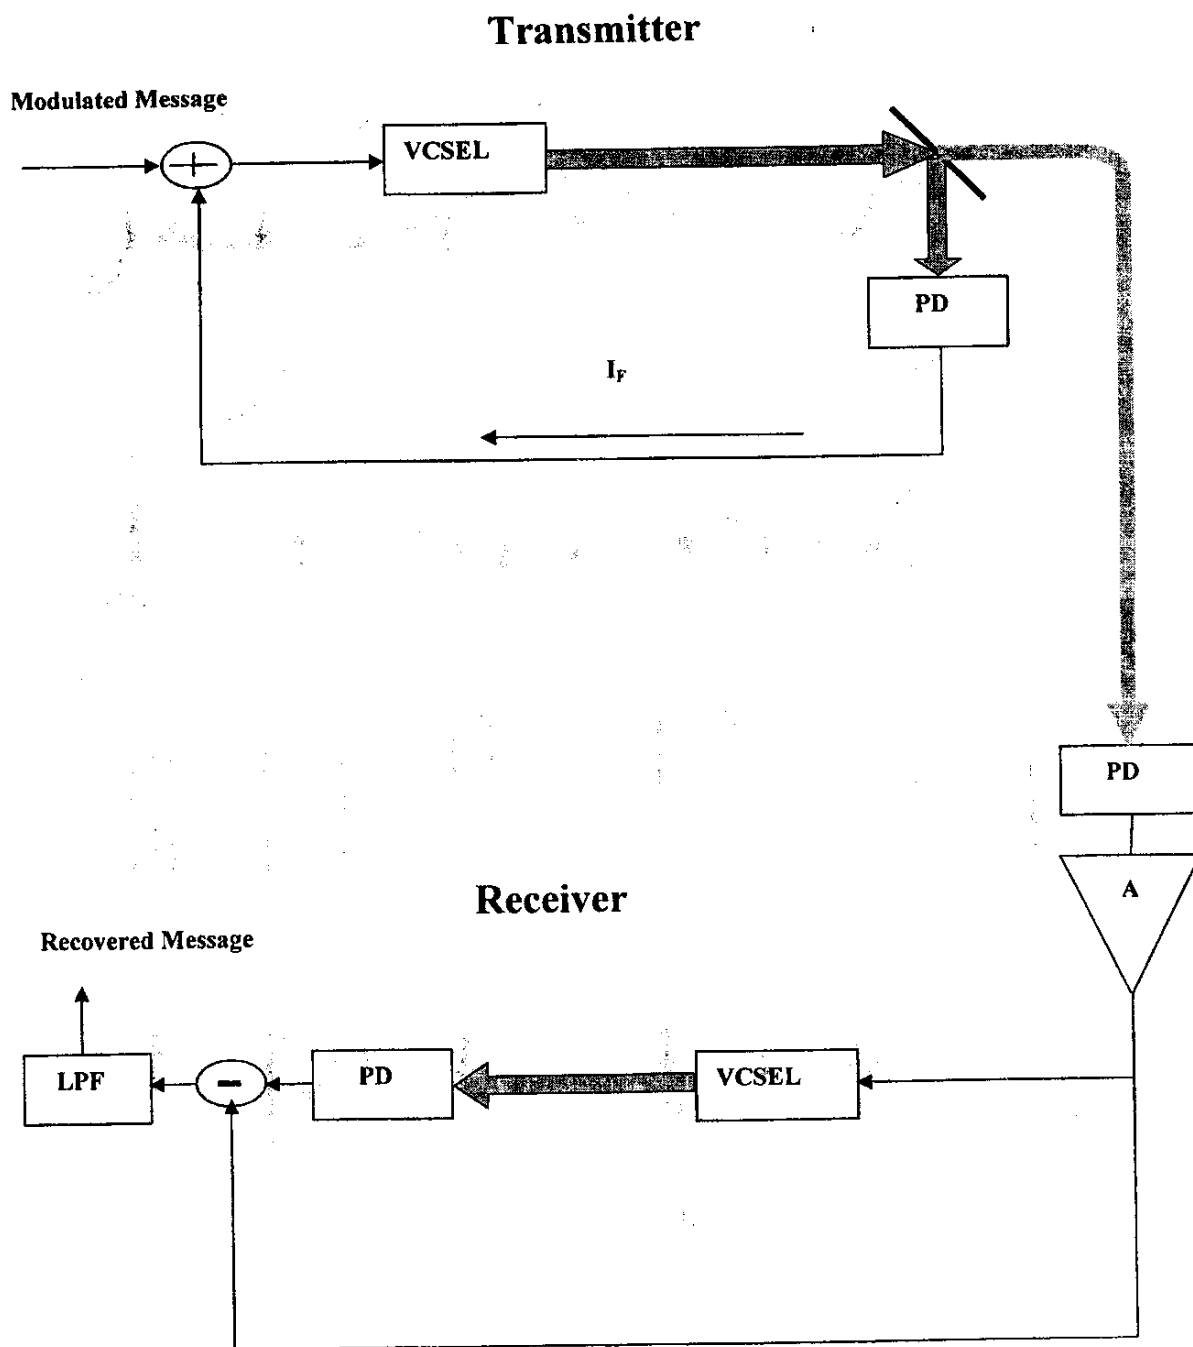 Transmitter
Modulated Message
+
VCSEL
PD
I_F
PD
A
Receiver
Recovered Message
LPF
-
PD
VCSEL